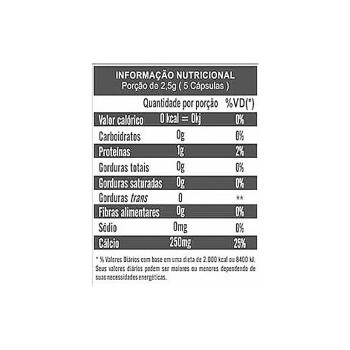 INFORMAÇÃO NUTRICIONAL
Porção de 2,5g ( 5 Cápsulas )
Quantidade por porção %VD(*)
Valor calórico 0 kcal = 0kj 0%
Carboidratos 0g 0%
Proteínas 1g 2%
Gorduras totais 0g 0%
Gorduras saturadas 0g 0%
Gorduras trans 0 **
Fibras alimentares 0g 0%
Sódio 0mg 0%
Cálcio 250mg 25%
* % Valores Diários com base em uma dieta de 2.000 kcal ou 8400 kJ.
Seus valores diários podem ser maiores ou menores dependendo de
suas necessidades energéticas.